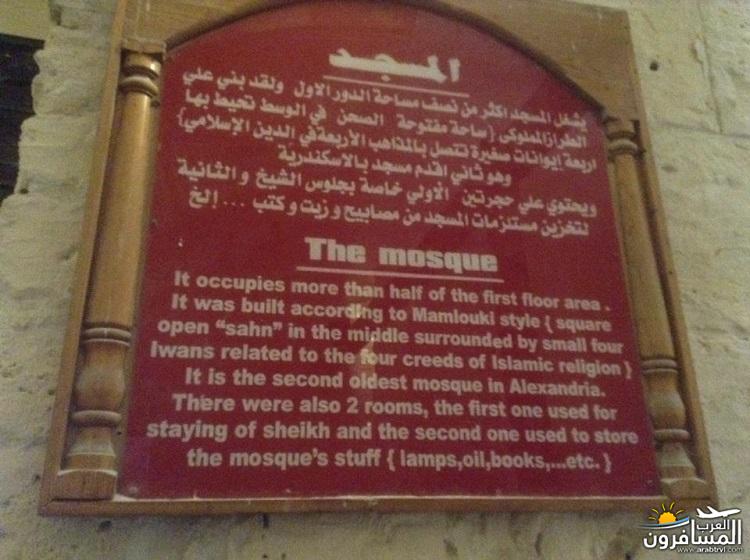 المسجد
يشغل المسجد اكثر من نصف مساحة الدور الاول ولقد بني علي
الطراز المملوكى {ساحة مفتوحة الصحن في الوسط تحيط بها
اربعة إيوانات صغيرة تتصل بالمذاهب الأربعة في الدين الإسلامي}
وهو ثاني اقدم مسجد بالاسكندرية
ويحتوي علي حجرتين الأولي خاصة بجلوس الشيخ والثانية
لتخزين مستلزمات المسجد من مصابيح و زيت و كتب ... إلخ
The mosque
It occupies more than half of the first floor area .
It was built according to Mamlouki style { square
open “sahn” in the middle surrounded by small four
Iwans related to the four creeds of Islamic religion }
It is the second oldest mosque in Alexandria.
There were also 2 rooms, the first one used for
staying of sheikh and the second one used to store
the mosque's stuff { lamps,oil,books,...etc. }
العرب
المسافرون
www.arabtrvl.com